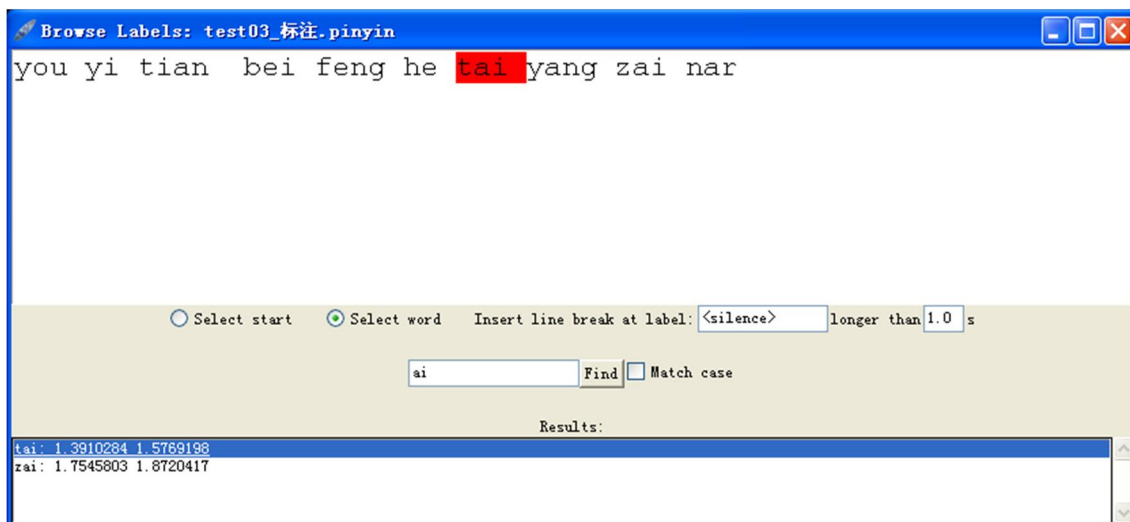 Browse Labels: test03_标注.pinyin
you yi tian bei feng he tai yang zai nar
Select start Select word Insert line break at label: <silence> longer than 1.0 s
ai Find Match case
Results:
tai: 1.3910284 1.5769198
zai: 1.7545803 1.8720417